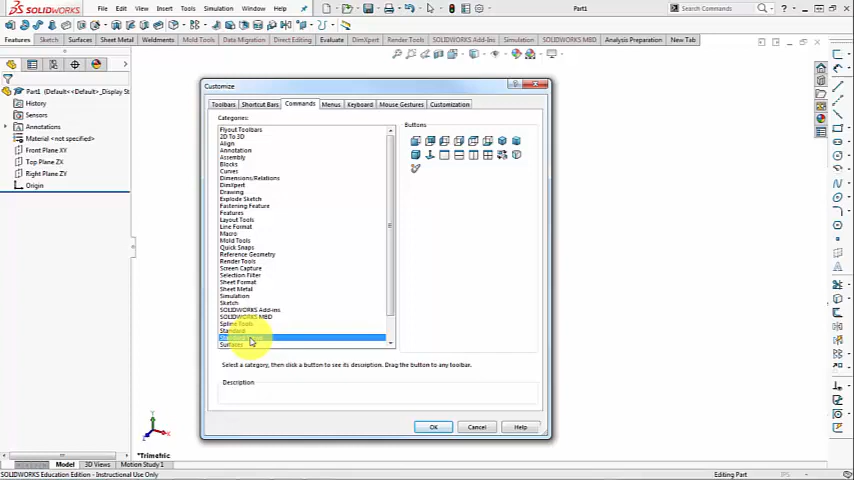 SOLIDWORKS File Edit View Insert Tools Simulation Window Help Part1 Search Commands
Features Sketch Surfaces Sheet Metal Weldments Mold Tools Data Migration Direct Editing Evaluate DimXpert Render Tools SOLIDWORKS Add-Ins Simulation SOLIDWORKS MBD Analysis Preparation New Tab
Part1 (Default<<Default>_Display St
History
Sensors
Annotations
Material <not specified>
Front Plane XY
Top Plane ZX
Right Plane ZY
Origin
Customize
Toolbars Shortcut Bars Commands Menus Keyboard Mouse Gestures Customization
Categories:
Buttons
Flyout Toolbars
2D To 3D
Align
Annotation
Assembly
Blocks
Curves
Dimensions/Relations
DimXpert
Drawing
Explode Sketch
Fastening Feature
Features
Layout Tools
Line Format
Macro
Mold Tools
Quick Snaps
Reference Geometry
Render Tools
Screen Capture
Selection Filter
Sheet Format
Sheet Metal
Simulation
Sketch
SOLIDWORKS Add-ins
SOLIDWORKS MBD
Spline Tools
Standard
Surfaces
Select a category, then click a button to see its description. Drag the button to any toolbar.
Description
OK Cancel Help
Y
X
Z
*Trimetric
Model 3D Views Motion Study 1
SOLIDWORKS Education Edition - Instructional Use Only
Editing Part
IPS